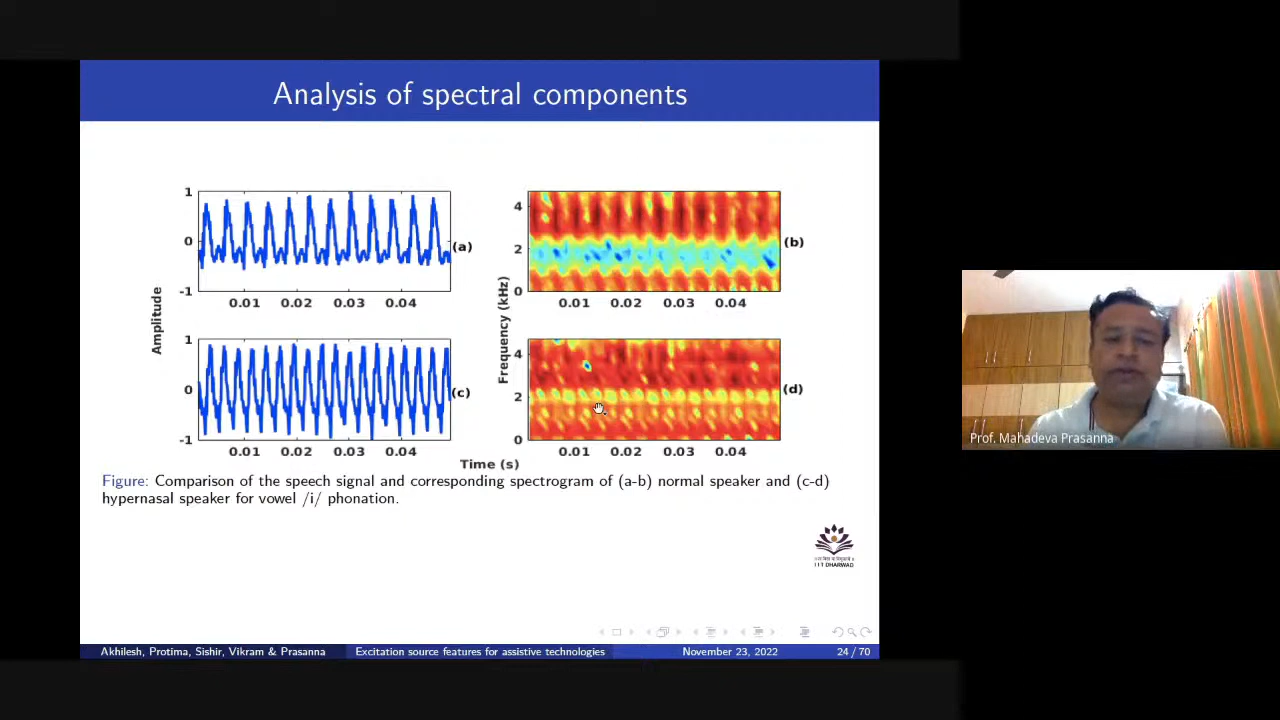 Analysis of spectral components
1
0
-1
0.01 0.02 0.03 0.04
(a)
4
2
0
0.01 0.02 0.03 0.04
(b)
Amplitude
Frequency (kHz)
1
0
-1
0.01 0.02 0.03 0.04
(c)
4
2
0
0.01 0.02 0.03 0.04
(d)
Time (s)
Figure: Comparison of the speech signal and corresponding spectrogram of (a-b) normal speaker and (c-d)
hypernasal speaker for vowel /i/ phonation.
IIT DHARWAD
Akhilesh, Protima, Sishir, Vikram & Prasanna Excitation source features for assistive technologies November 23, 2022 24 / 70
Prof. Mahadeva Prasanna